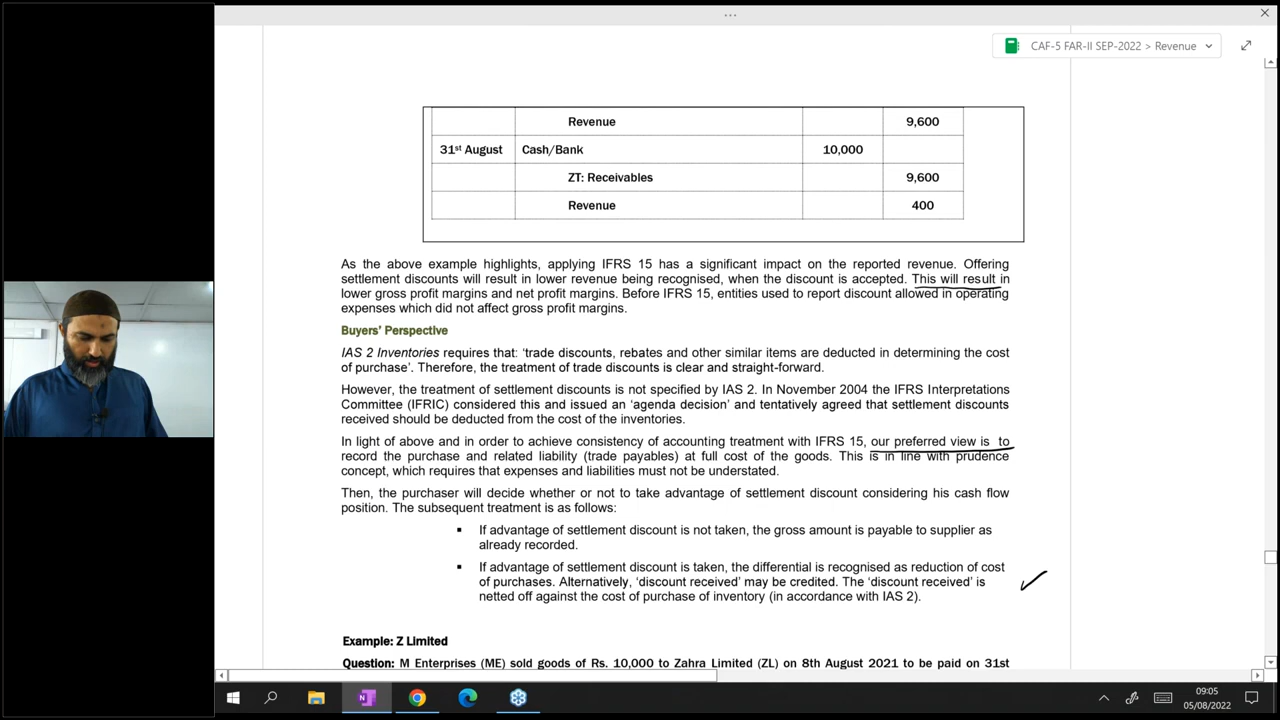 CAF-5 FAR-II SEP-2022 > Revenue
Revenue 9,600
31st August Cash/Bank 10,000
ZT: Receivables 9,600
Revenue 400
As the above example highlights, applying IFRS 15 has a significant impact on the reported revenue. Offering
settlement discounts will result in lower revenue being recognised, when the discount is accepted. This will result in
lower gross profit margins and net profit margins. Before IFRS 15, entities used to report discount allowed in operating
expenses which did not affect gross profit margins.
Buyers' Perspective
IAS 2 Inventories requires that: 'trade discounts, rebates and other similar items are deducted in determining the cost
of purchase'. Therefore, the treatment of trade discounts is clear and straight-forward.
However, the treatment of settlement discounts is not specified by IAS 2. In November 2004 the IFRS Interpretations
Committee (IFRIC) considered this and issued an 'agenda decision' and tentatively agreed that settlement discounts
received should be deducted from the cost of the inventories.
In light of above and in order to achieve consistency of accounting treatment with IFRS 15, our preferred view is to
record the purchase and related liability (trade payables) at full cost of the goods. This is in line with prudence
concept, which requires that expenses and liabilities must not be understated.
Then, the purchaser will decide whether or not to take advantage of settlement discount considering his cash flow
position. The subsequent treatment is as follows:
▪ If advantage of settlement discount is not taken, the gross amount is payable to supplier as
already recorded.
▪ If advantage of settlement discount is taken, the differential is recognised as reduction of cost
of purchases. Alternatively, 'discount received' may be credited. The 'discount received' is
netted off against the cost of purchase of inventory (in accordance with IAS 2).
Example: Z Limited
Question: M Enterprises (ME) sold goods of Rs. 10,000 to Zahra Limited (ZL) on 8th August 2021 to be paid on 31st
09:05
05/08/2022